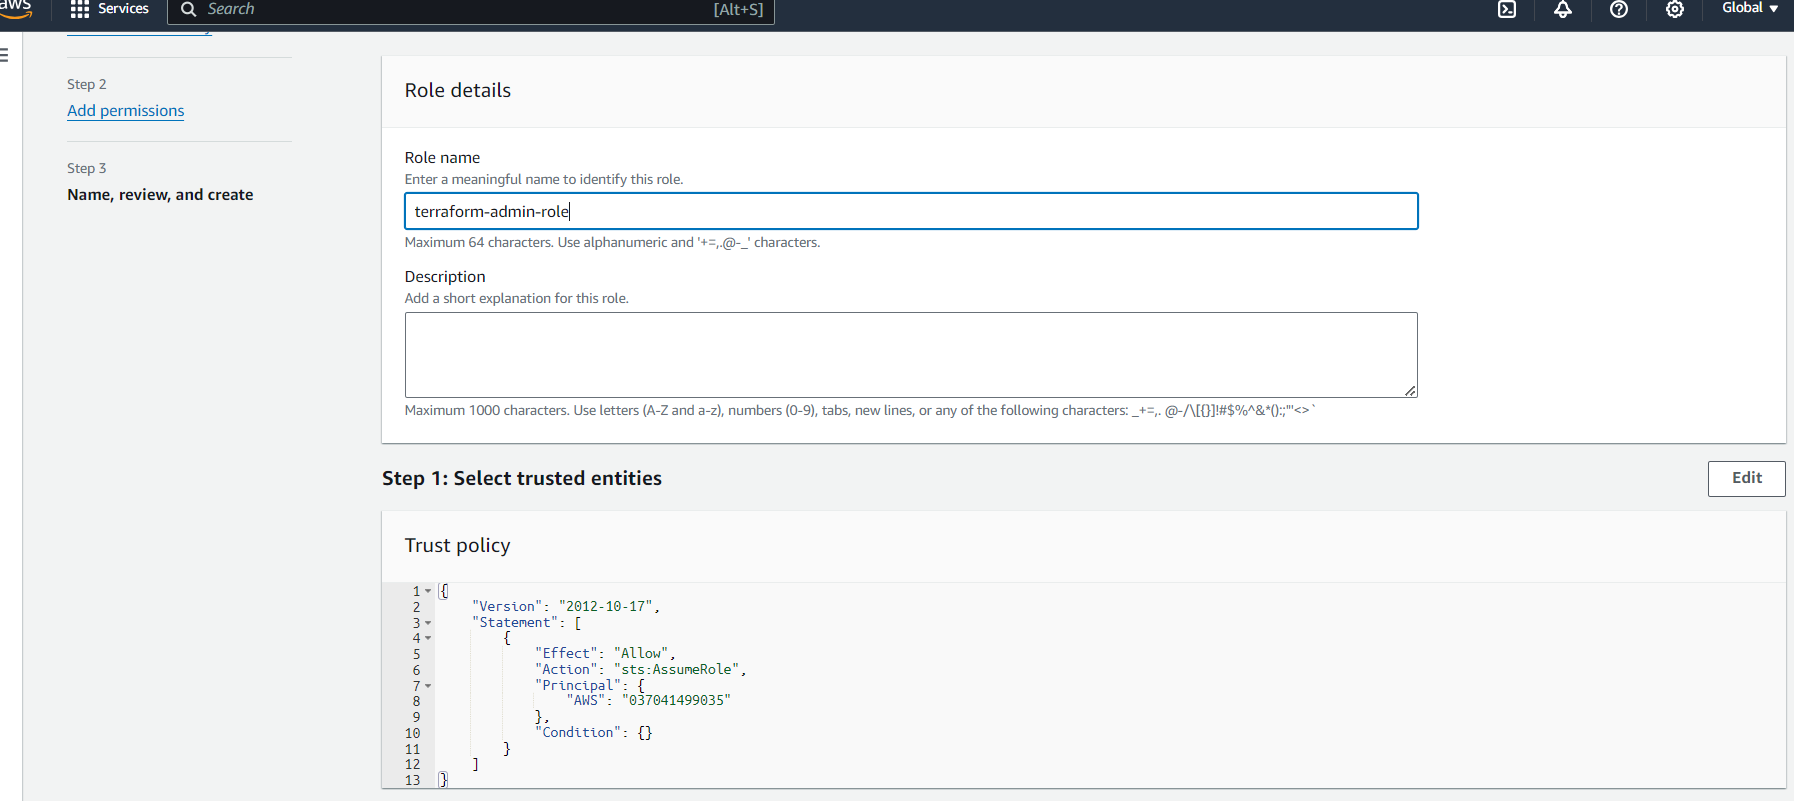 aws
Services
Search
[Alt+S]
Global
Step 2
Add permissions
Step 3
Name, review, and create
Role details
Role name
Enter a meaningful name to identify this role.
terraform-admin-role
Maximum 64 characters. Use alphanumeric and '+=,.@-_' characters.
Description
Add a short explanation for this role.
Maximum 1000 characters. Use letters (A-Z and a-z), numbers (0-9), tabs, new lines, or any of the following characters: _+=,. @-/\[{}]!#$%^&*():;"'<>`
Step 1: Select trusted entities
Edit
Trust policy
1 {
2 "Version": "2012-10-17",
3 "Statement": [
4 {
5 "Effect": "Allow",
6 "Action": "sts:AssumeRole",
7 "Principal": {
8 "AWS": "037041499035"
9 },
10 "Condition": {}
11 }
12 ]
13 }